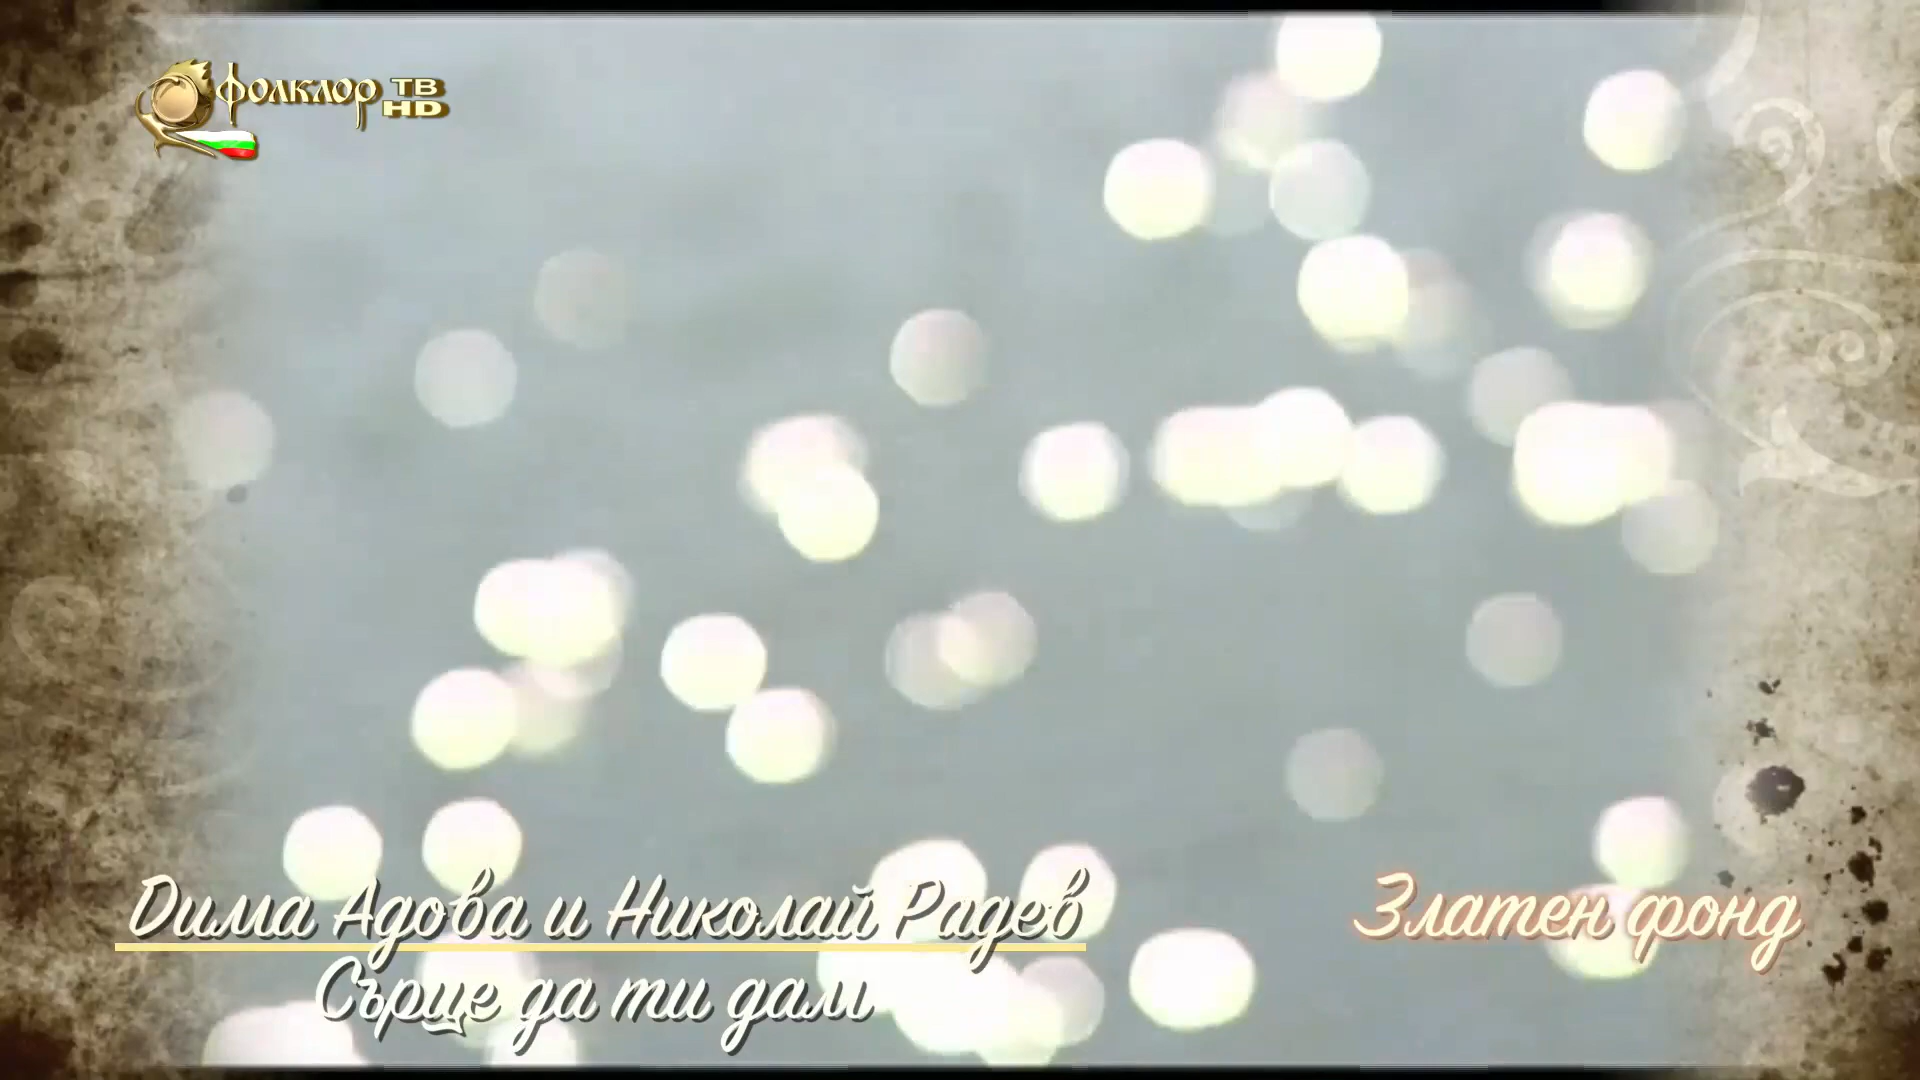 фолклор ТВ HD
Дима Адова и Николай Радев
Сърце да ти дам
Златен фонд